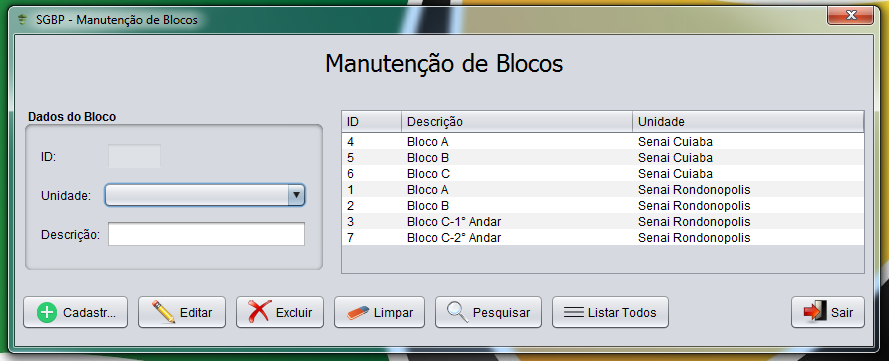 SGBP - Manutenção de Blocos
Manutenção de Blocos
Dados do Bloco
ID:
Unidade:
Descrição:
ID Descrição Unidade
4 Bloco A Senai Cuiaba
5 Bloco B Senai Cuiaba
6 Bloco C Senai Cuiaba
1 Bloco A Senai Rondonopolis
2 Bloco B Senai Rondonopolis
3 Bloco C-1° Andar Senai Rondonopolis
7 Bloco C-2° Andar Senai Rondonopolis
Cadastr... Editar Excluir Limpar Pesquisar Listar Todos Sair